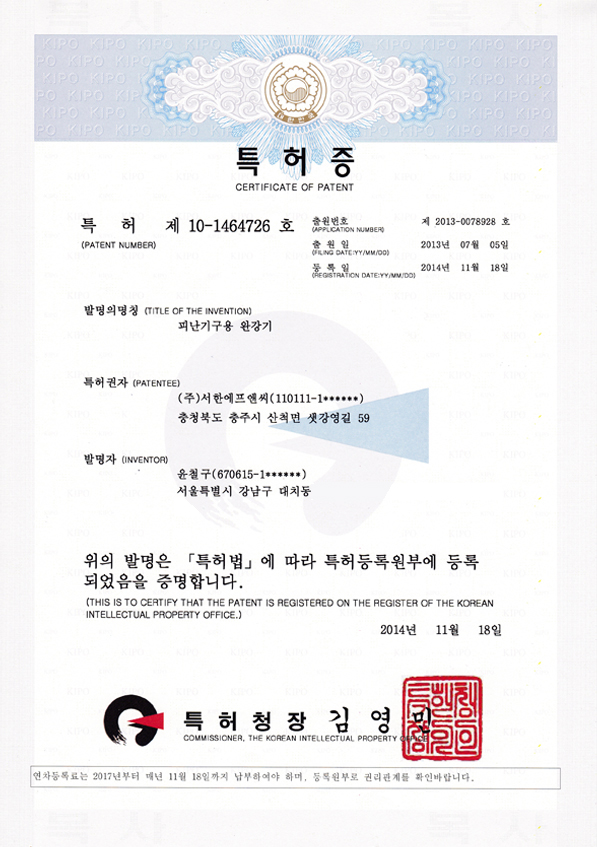 특허증
CERTIFICATE OF PATENT
특 허 제 10-1464726 호
(PATENT NUMBER)
출원번호 제 2013-0078928 호
(APPLICATION NUMBER)
출 원 일 2013년 07월 05일
(FILING DATE:YY/MM/DD)
등 록 일 2014년 11월 18일
(REGISTRATION DATE:YY/MM/DD)
발명의명칭 (TITLE OF THE INVENTION)
피난기구용 완강기
특허권자 (PATENTEE)
(주)서한에프앤씨(110111-1******)
충청북도 충주시 산척면 샛강영길 59
발명자 (INVENTOR)
윤철구(670615-1******)
서울특별시 강남구 대치동
위의 발명은 「특허법」에 따라 특허등록원부에 등록
되었음을 증명합니다.
(THIS IS TO CERTIFY THAT THE PATENT IS REGISTERED ON THE REGISTER OF THE KOREAN
INTELLECTUAL PROPERTY OFFICE.)
2014년 11월 18일
특허청장 김영민
COMMISSIONER, THE KOREAN INTELLECTUAL PROPERTY OFFICE
연차등록료는 2017년부터 매년 11월 18일까지 납부하여야 하며, 등록원부로 권리관계를 확인바랍니다.